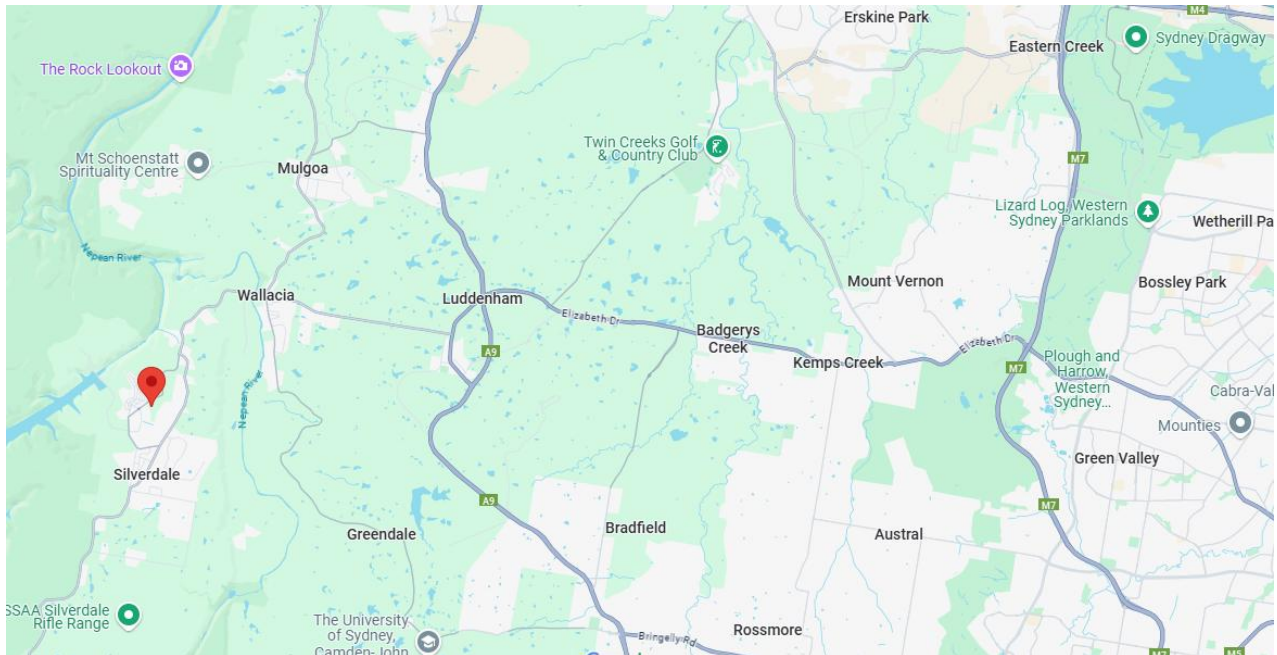 M4
Erskine Park
Eastern Creek
Sydney Dragway
The Rock Lookout
Twin Creeks Golf
& Country Club
Mt Schoenstatt
Spirituality Centre
Mulgoa
M7
Lizard Log, Western
Sydney Parklands
Wetherill Pa
Nepean River
Mount Vernon
Bossley Park
Wallacia
Luddenham
Elizabeth Dr
Badgerys
Creek
Elizabeth Dr
A9
Kemps Creek
M7
Plough and
Harrow,
Western
Sydney...
Cabra-Val
Nepean River
Mounties
Green Valley
Silverdale
A9
M7
Greendale
Bradfield
Austral
SSAA Silverdale
Rifle Range
The University
of Sydney,
Camden-John
Bringelly Rd
Rossmore
M7
M5